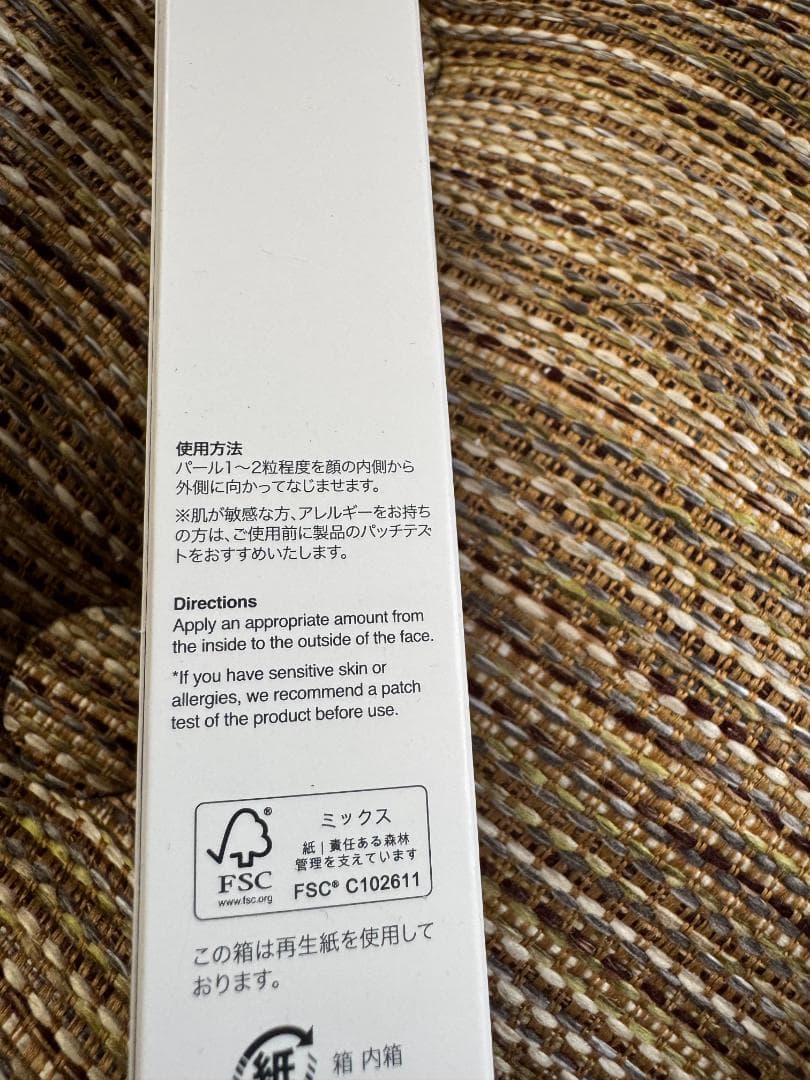 使用方法
パール1〜2粒程度を顔の内側から
外側に向かってなじませます。
※肌が敏感な方、アレルギーをお持ち
の方は、ご使用前に製品のパッチテス
トをおすすめいたします。
Directions
Apply an appropriate amount from
the inside to the outside of the face.
*If you have sensitive skin or
allergies, we recommend a patch
test of the product before use.
®
FSC
www.fsc.org
ミックス
紙 | 責任ある森林
管理を支えています
FSC® C102611
この箱は再生紙を使用して
おります。
紙
箱 内箱